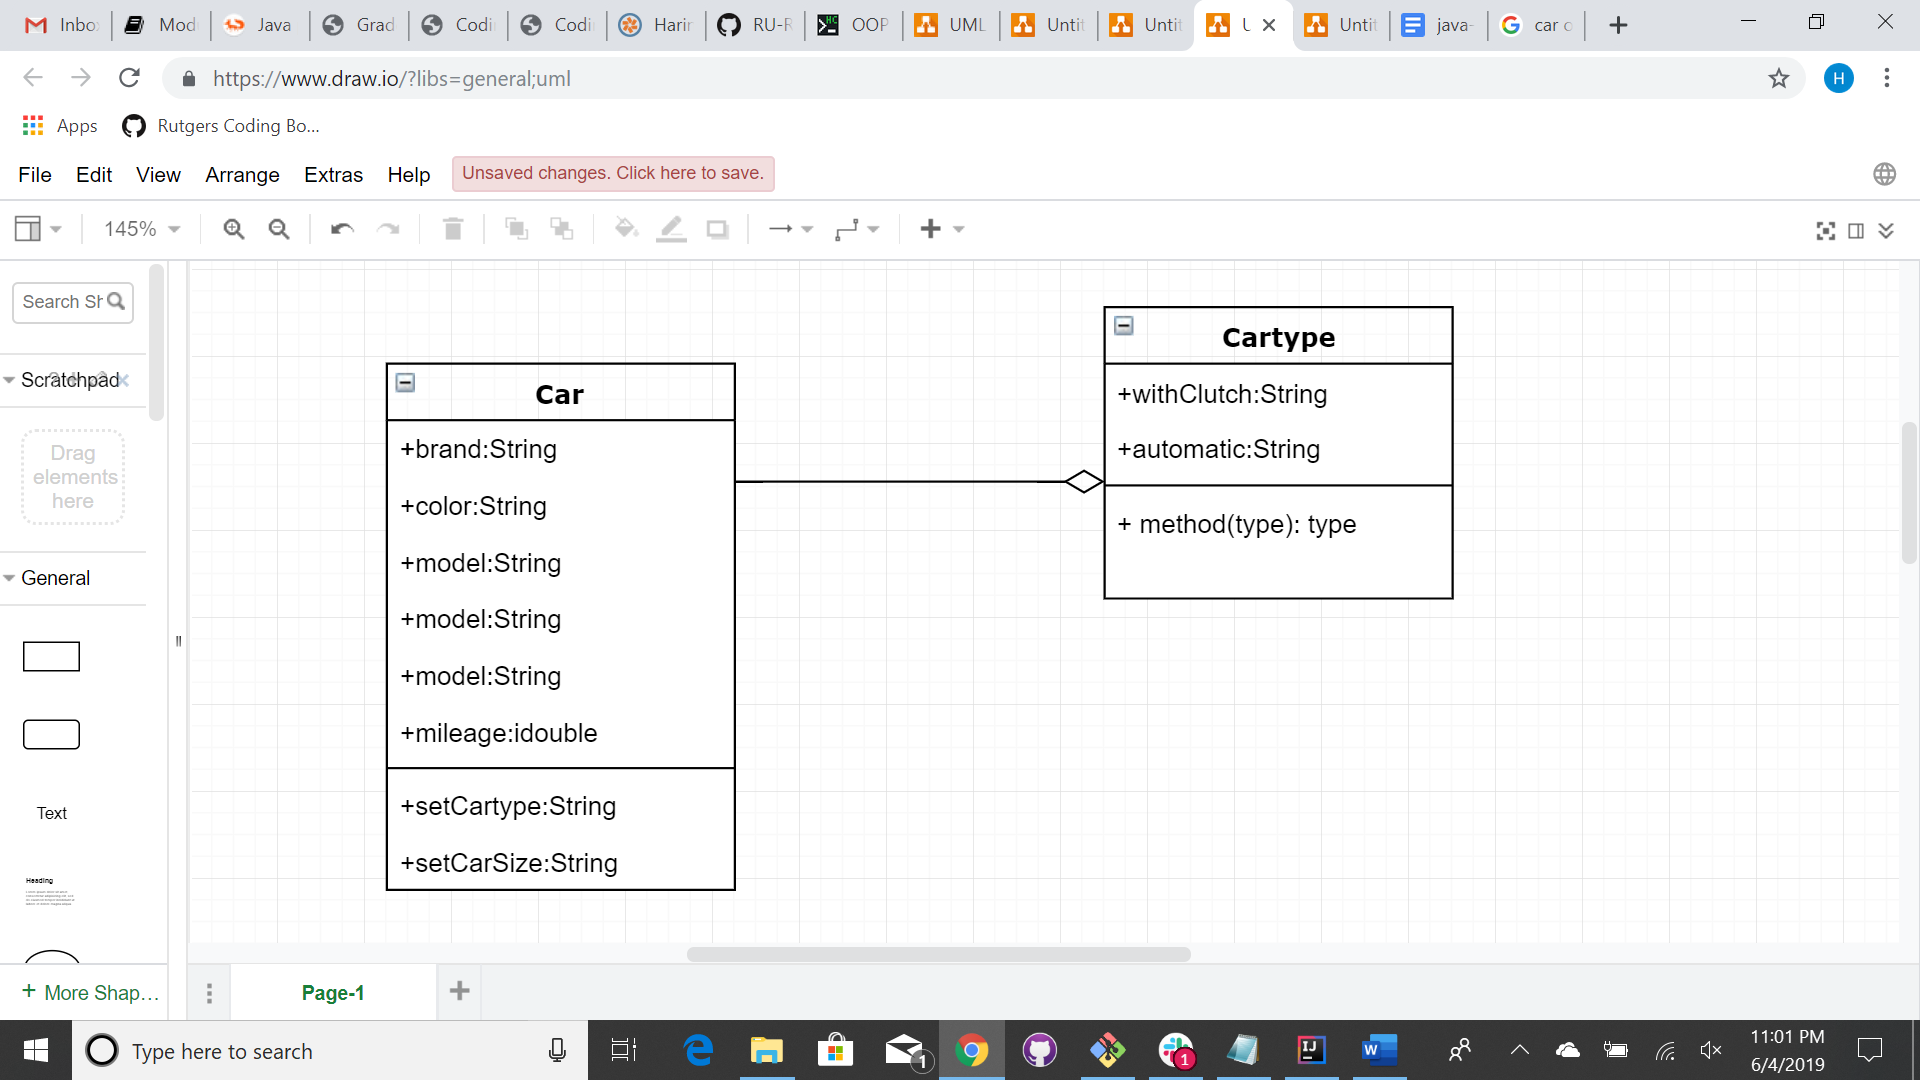 Inbo
Mod
Java
Grad
Codi
Codi
Harir
RU-R
OOP
UML
Untit
Untit
U
Untit
java-
car o
https://www.draw.io/?libs=general;uml
H
Apps
Rutgers Coding Bo...
File Edit View Arrange Extras Help Unsaved changes. Click here to save.
145%
Search Sh
Scratchpad
Drag
elements
here
General
Text
Heading
+ More Shap...
Car
+brand:String
+color:String
+model:String
+model:String
+model:String
+mileage:idouble
+setCartype:String
+setCarSize:String
Cartype
+withClutch:String
+automatic:String
+ method(type): type
Page-1
Type here to search
1
1
11:01 PM
6/4/2019